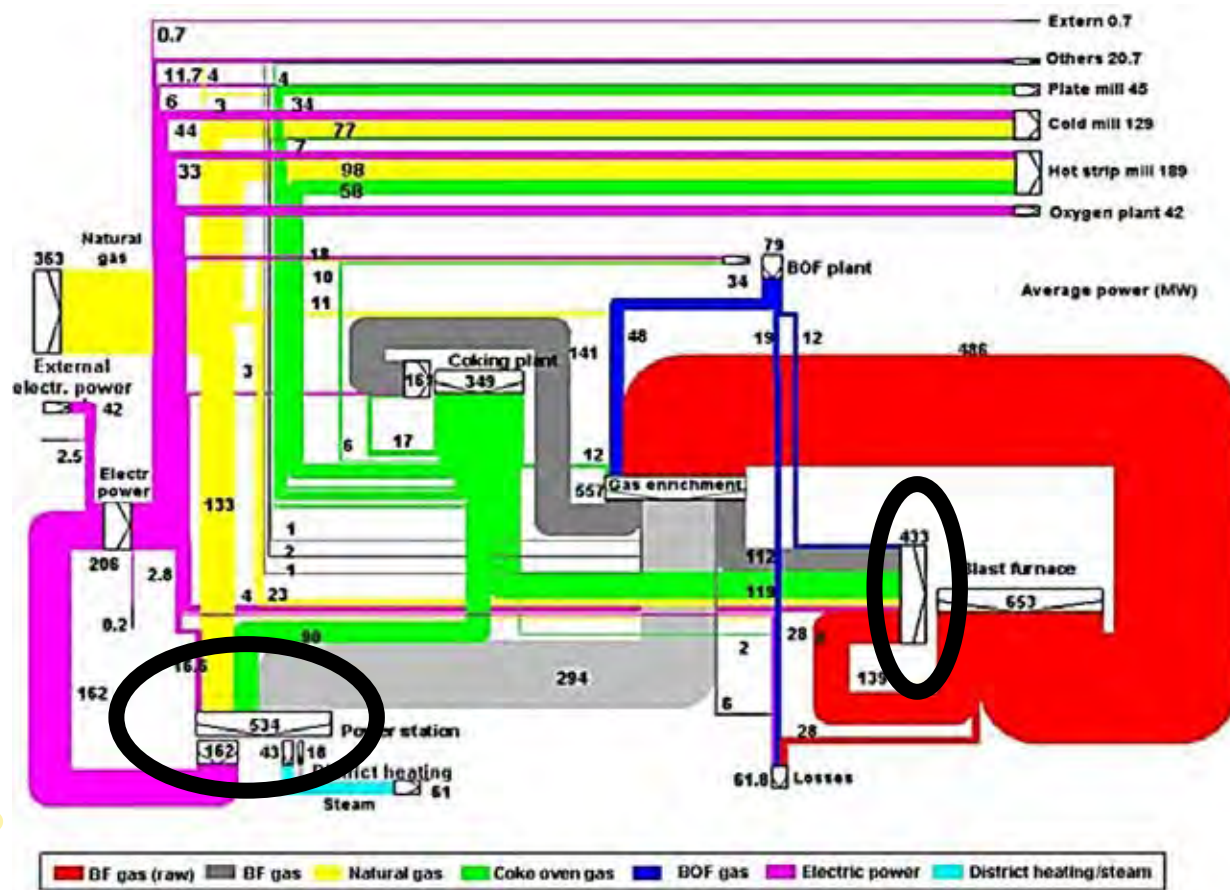 0.7
Extern 0.7
Others 20.7
11.7 4
4
Plate mill 45
6
3
34
44
77
Cold mill 129
7
33
98
Hot strip mill 189
58
Oxygen plant 42
Natural
gas
363
18
79
BOF plant
10
34
11
Average power (MW)
48
19
12
486
141
External
electr. power
3
Coking plant
161
349
42
2.5
6
17
12
Electr
power
133
557
Gas enrichment
433
1
206
2.8
2
112
Blast furnace
1
4
23
119
653
0.2
90
28
2
16.6
294
139
162
6
534
Power station
28
162
43
18
District heating
61.8
Losses
Steam
61
BF gas (raw)
BF gas
Natural gas
Coke oven gas
BOF gas
Electric power
District heating/steam